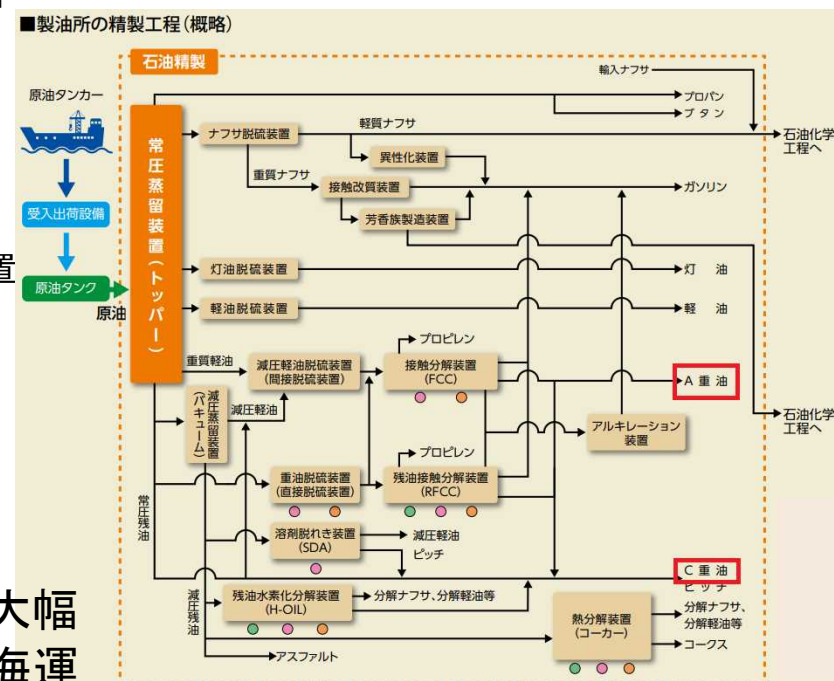 ■製油所の精製工程（概略）
石油精製
原油タンカー
受入出荷設備
原油タンク
原油
置
常圧蒸留装置（トッパー）
輸入ナフサ
プロパン
ブタン
石油化学
工程へ
ナフサ脱硫装置
軽質ナフサ
異性化装置
重質ナフサ
接触改質装置
ガソリン
芳香族製造装置
灯油脱硫装置
灯 油
軽油脱硫装置
軽 油
重質軽油
減圧軽油脱硫装置
(間接脱硫装置)
プロピレン
接触分解装置
(FCC)
A 重 油
石油化学
工程へ
減圧蒸留装置
(バキューム)
減圧軽油
アルキレーション
装置
プロピレン
重油脱硫装置
(直接脱硫装置)
残油接触分解装置
(RFCC)
常圧残油
溶剤脱れき装置
(SDA)
減圧軽油
ピッチ
C 重 油
ピ ッ チ
減圧残油
残油水素化分解装置
(H-OIL)
分解ナフサ、分解軽油等
熱分解装置
(コーカー)
分解ナフサ、
分解軽油等
コークス
アスファルト
大幅
海運